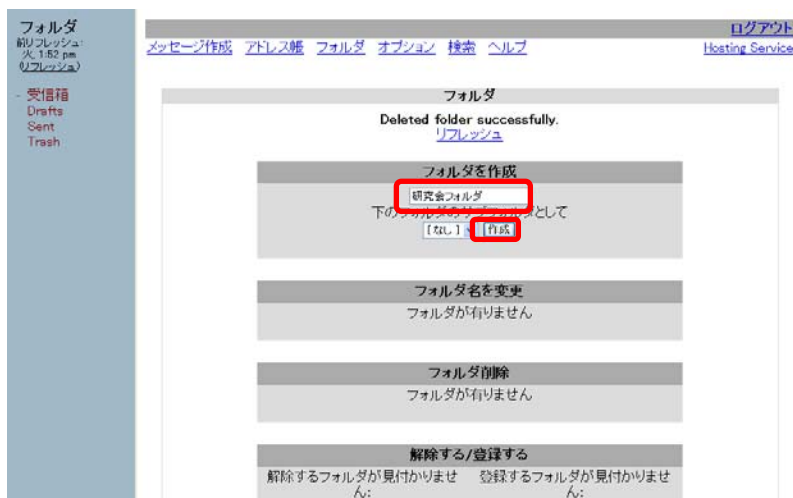 フォルダ
前リフレッシュ:
火, 1:52 pm
(リフレッシュ)
- 受信箱
Drafts
Sent
Trash
ログアウト
メッセージ作成 アドレス帳 フォルダ オプション 検索 ヘルプ
Hosting Service
フォルダ
Deleted folder successfully.
リフレッシュ
フォルダを作成
研究会フォルダ
下のフォルダのサブフォルダとして
[なし] 作成
フォルダ名を変更
フォルダが有りません
フォルダ削除
フォルダが有りません
解除する/登録する
解除するフォルダが見付かりませ
ん:
登録するフォルダが見付かりませ
ん: